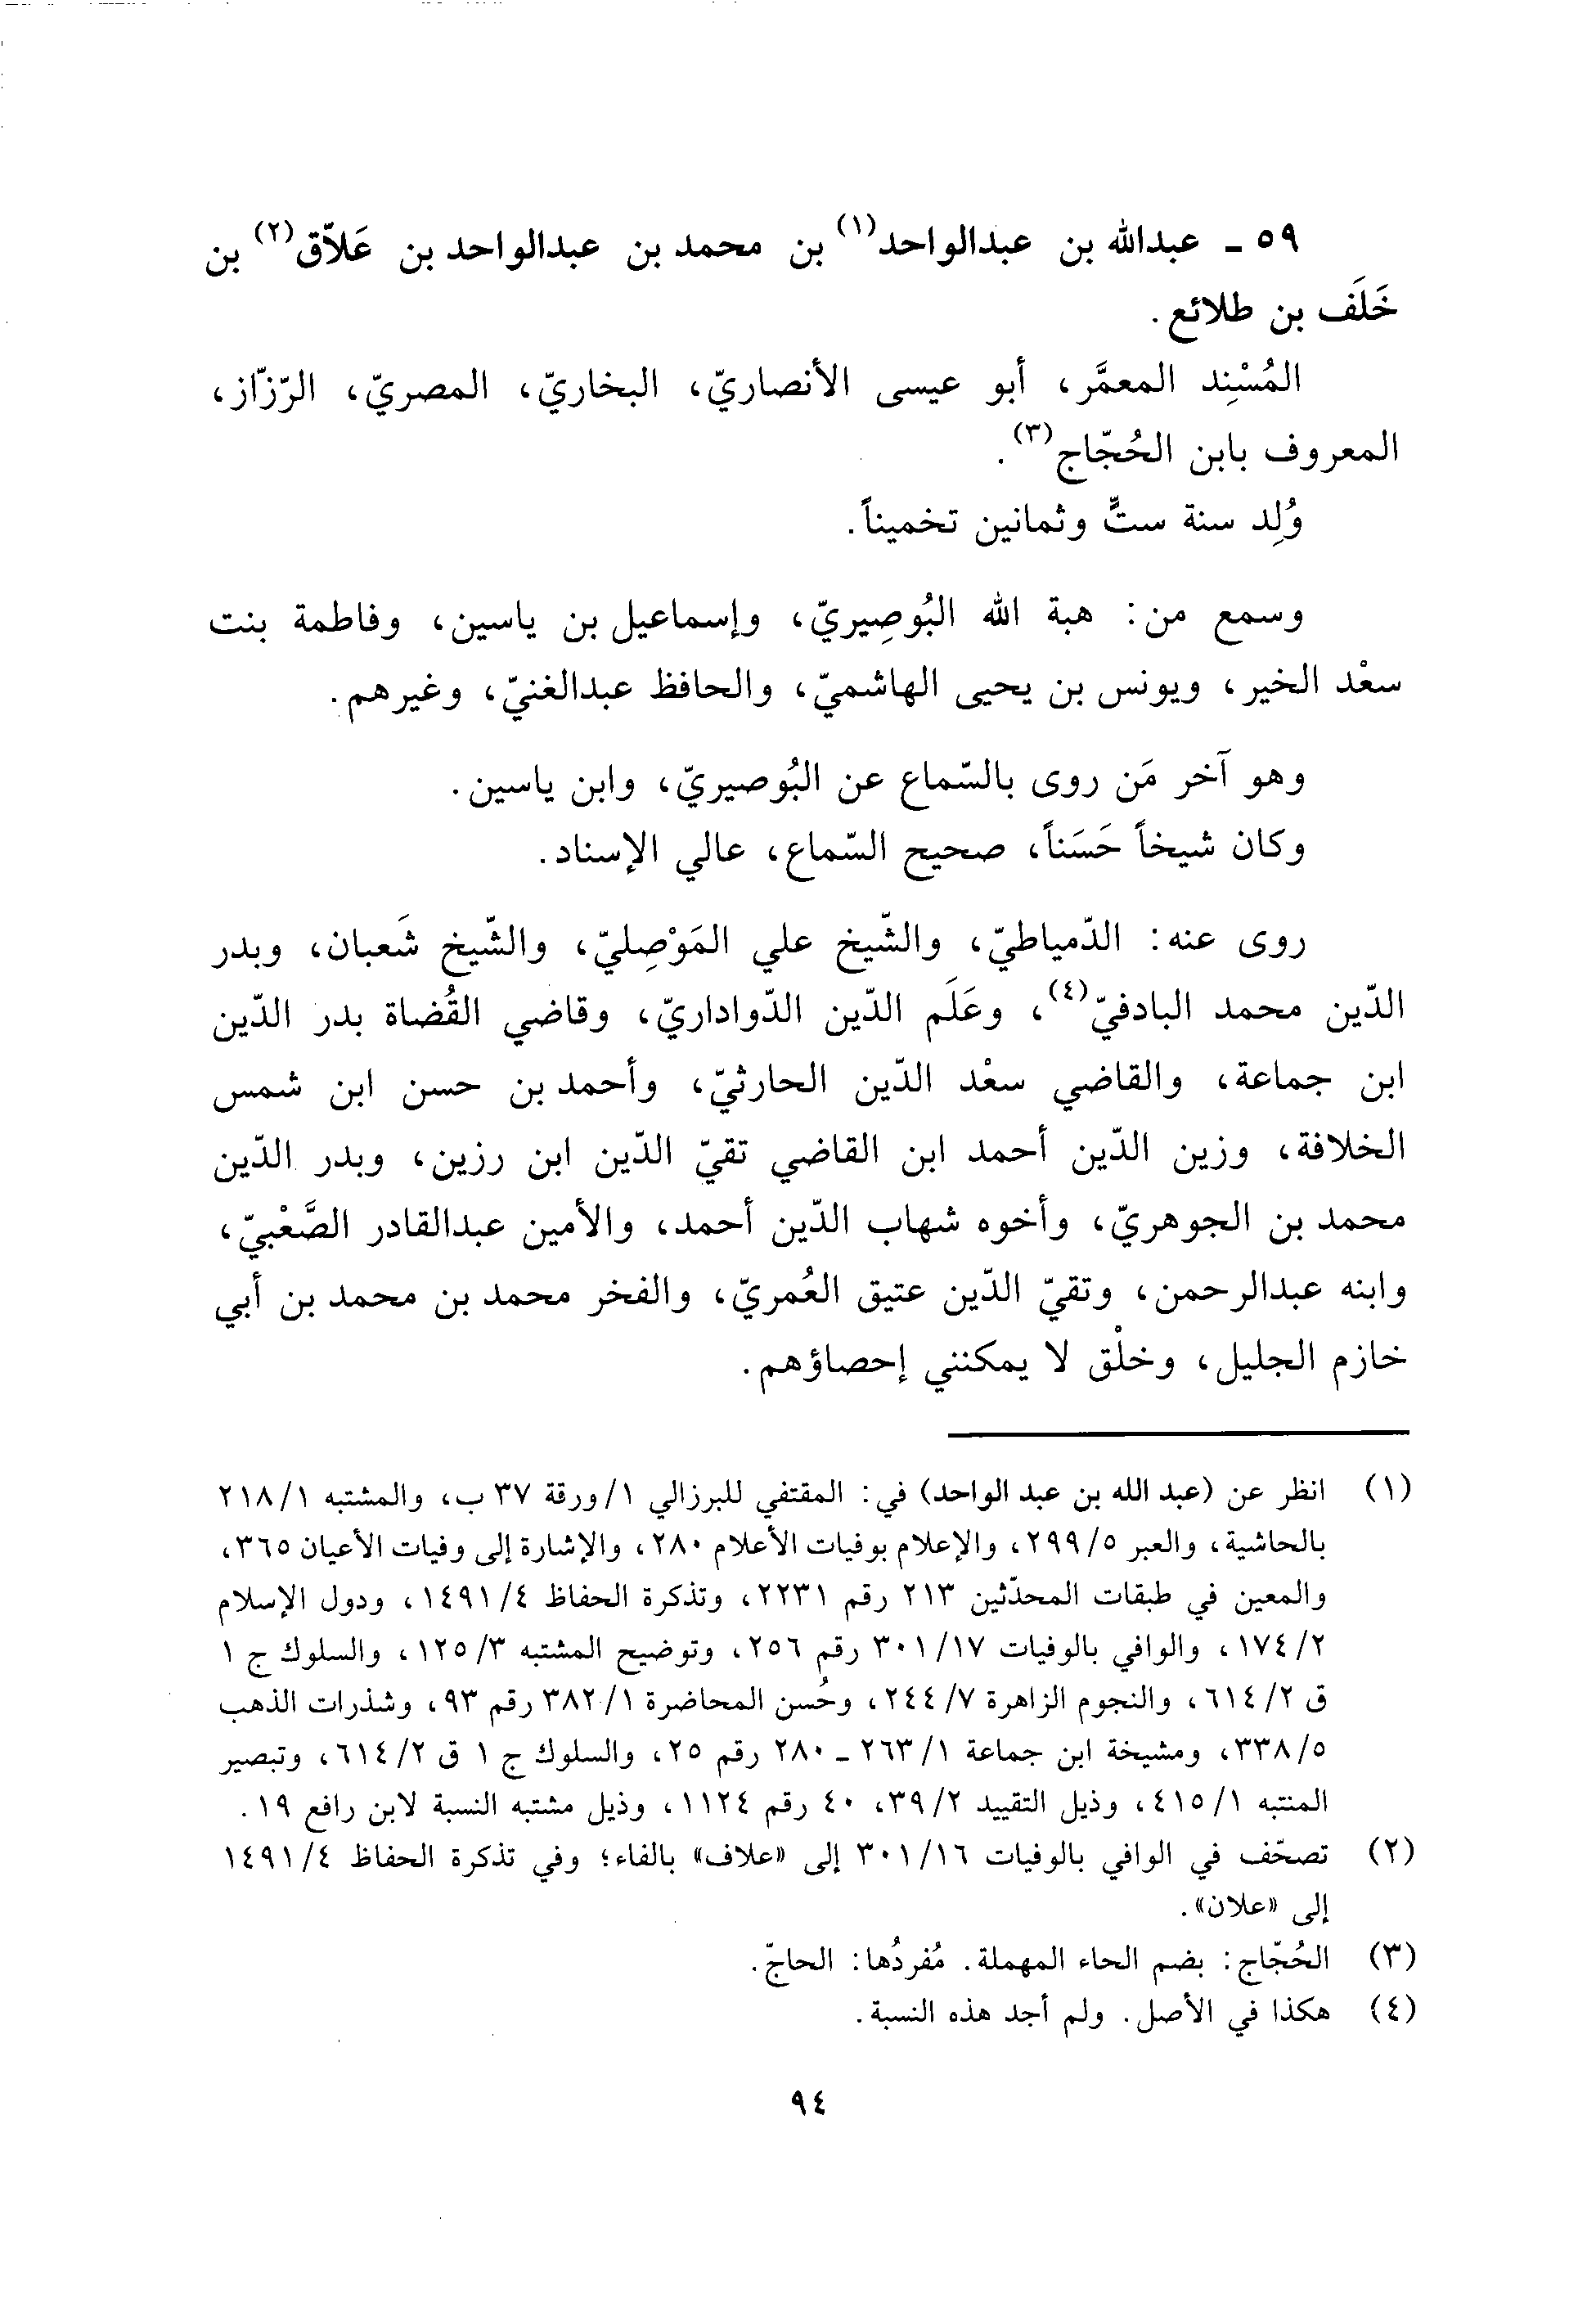 ٥٩ ـ عبدالله بن عبدالواحد(١) بن محمد بن عبدالواحد بن عَلاّق(٢) بن
خَلَف بن طلائع.
المُسْنِد المعمَّر، أبو عيسى الأنصاريّ، البخاريّ، المصريّ، الرّزّاز،
المعروف بابن الحُجّاج(٣).
وُلِد سنة ستٍّ وثمانين تخميناً.
وسمع من: هبة الله البُوصِيريّ، وإسماعيل بن ياسين، وفاطمة بنت
سعْد الخير، ويونس بن يحيى الهاشميّ، والحافظ عبدالغنيّ، وغيرهم.
وهو آخر مَن روى بالسّماع عن البُوصيريّ، وابن ياسين.
وكان شيخاً حَسَناً، صحيح السّماع، عالي الإسناد.
روى عنه: الدّمياطيّ، والشّيخ علي المَوْصِليّ، والشّيخ شَعبان، وبدر
الدّين محمد البادفيّ(٤)، وعَلَم الدّين الدّواداريّ، وقاضي القُضاة بدر الدّين
ابن جماعة، والقاضي سعْد الدّين الحارثيّ، وأحمد بن حسن ابن شمس
الخلافة، وزين الدّين أحمد ابن القاضي تقيّ الدّين ابن رزين، وبدر الدّين
محمد بن الجوهريّ، وأخوه شهاب الدّين أحمد، والأمين عبدالقادر الصَّعْبيّ،
وابنه عبدالرحمن، وتقيّ الدّين عتيق العُمريّ، والفخر محمد بن محمد بن أبي
خازم الجليل، وخلْق لا يمكنني إحصاؤهم.
(١) انظر عن (عبد الله بن عبد الواحد) في: المقتفي للبرزالي ١/ورقة ٣٧ ب، والمشتبه ٢١٨/١
بالحاشية، والعبر ٢٩٩/٥، والإعلام بوفيات الأعلام ٢٨٠، والإشارة إلى وفيات الأعيان ٣٦٥،
والمعين في طبقات المحدّثين ٢١٣ رقم ٢٢٣١، وتذكرة الحفاظ ١٤٩١/٤، ودول الإسلام
١٧٤/٢، والوافي بالوفيات ٣٠١/١٧ رقم ٢٥٦، وتوضيح المشتبه ١٢٥/٣، والسلوك ج ١
ق ٦١٤/٢، والنجوم الزاهرة ٢٤٤/٧، وحُسن المحاضرة ٣٨٢/١ رقم ٩٣، وشذرات الذهب
٣٣٨/٥، ومشيخة ابن جماعة ٢٦٣/١ ـ ٢٨٠ رقم ٢٥، والسلوك ج ١ ق ٦١٤/٢، وتبصير
المنتبه ٤١٥/١، وذيل التقييد ٣٩/٢، ٤٠ رقم ١١٢٤، وذيل مشتبه النسبة لابن رافع ١٩.
(٢) تصحّف في الوافي بالوفيات ٣٠١/١٦ إلى «علاف» بالفاء؛ وفي تذكرة الحفاظ ١٤٩١/٤
إلى «علان».
(٣) الحُجّاج: بضم الحاء المهملة. مُفردُها: الحاجّ.
(٤) هكذا في الأصل. ولم أجد هذه النسبة.
٩٤